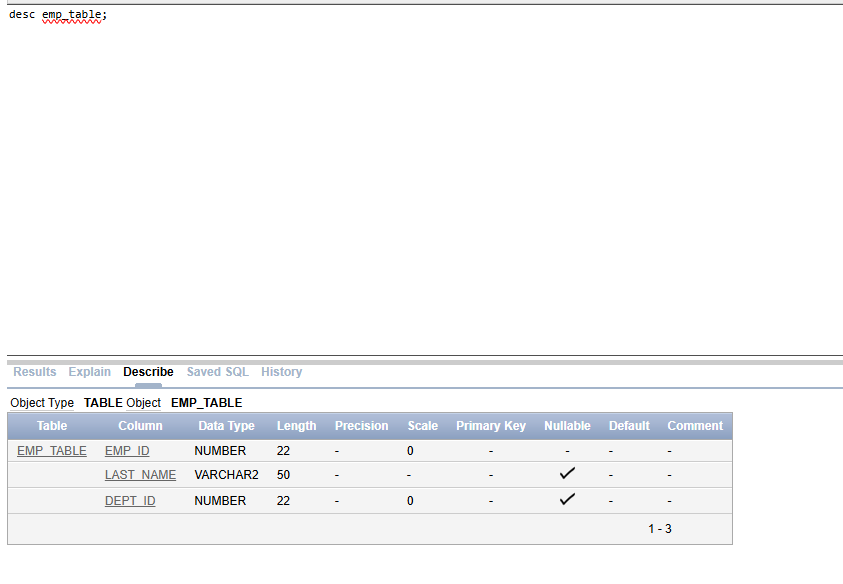 desc emp_table;
Results Explain Describe Saved SQL History
Object Type TABLE Object EMP_TABLE
Table Column Data Type Length Precision Scale Primary Key Nullable Default Comment
EMP_TABLE EMP_ID NUMBER 22 - 0 - - - -
LAST_NAME VARCHAR2 50 - - - ✓ - -
DEPT_ID NUMBER 22 - 0 - ✓ - -
1 - 3